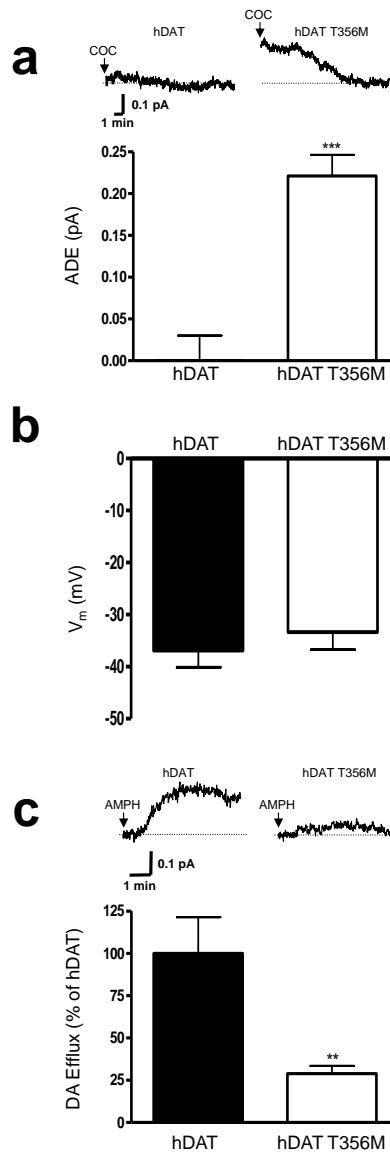 a
hDAT
hDAT T356M
COC
COC
0.1 pA
1 min
***
0.25
0.20
0.15
0.10
0.05
0.00
ADE (pA)
hDAT
hDAT T356M
b
hDAT
hDAT T356M
0
-10
-20
-30
-40
-50
Vm (mV)
c
hDAT
hDAT T356M
AMPH
AMPH
0.1 pA
1 min
125
100
75
50
25
0
DA Efflux (% of hDAT)
**
hDAT
hDAT T356M